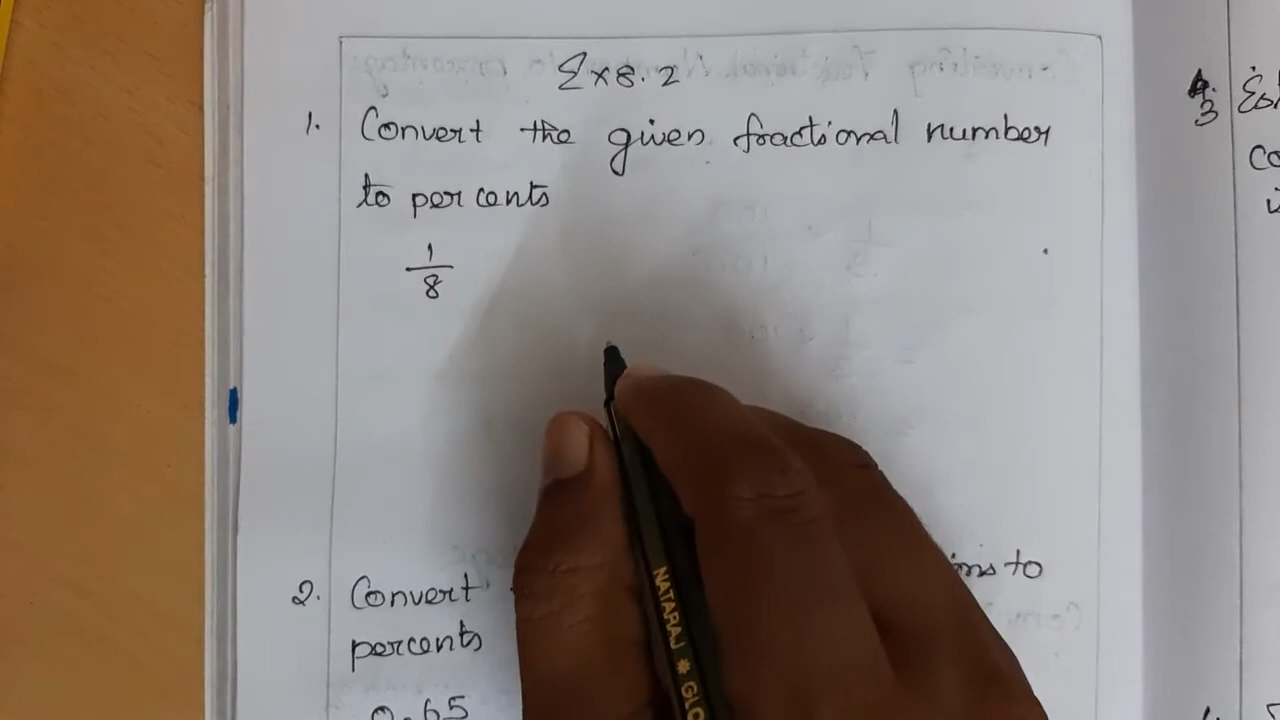 Ex 8.2
1. Convert the given fractional number
to percents
1
8
2. Convert to
percents
0.65
3
NATARAJ